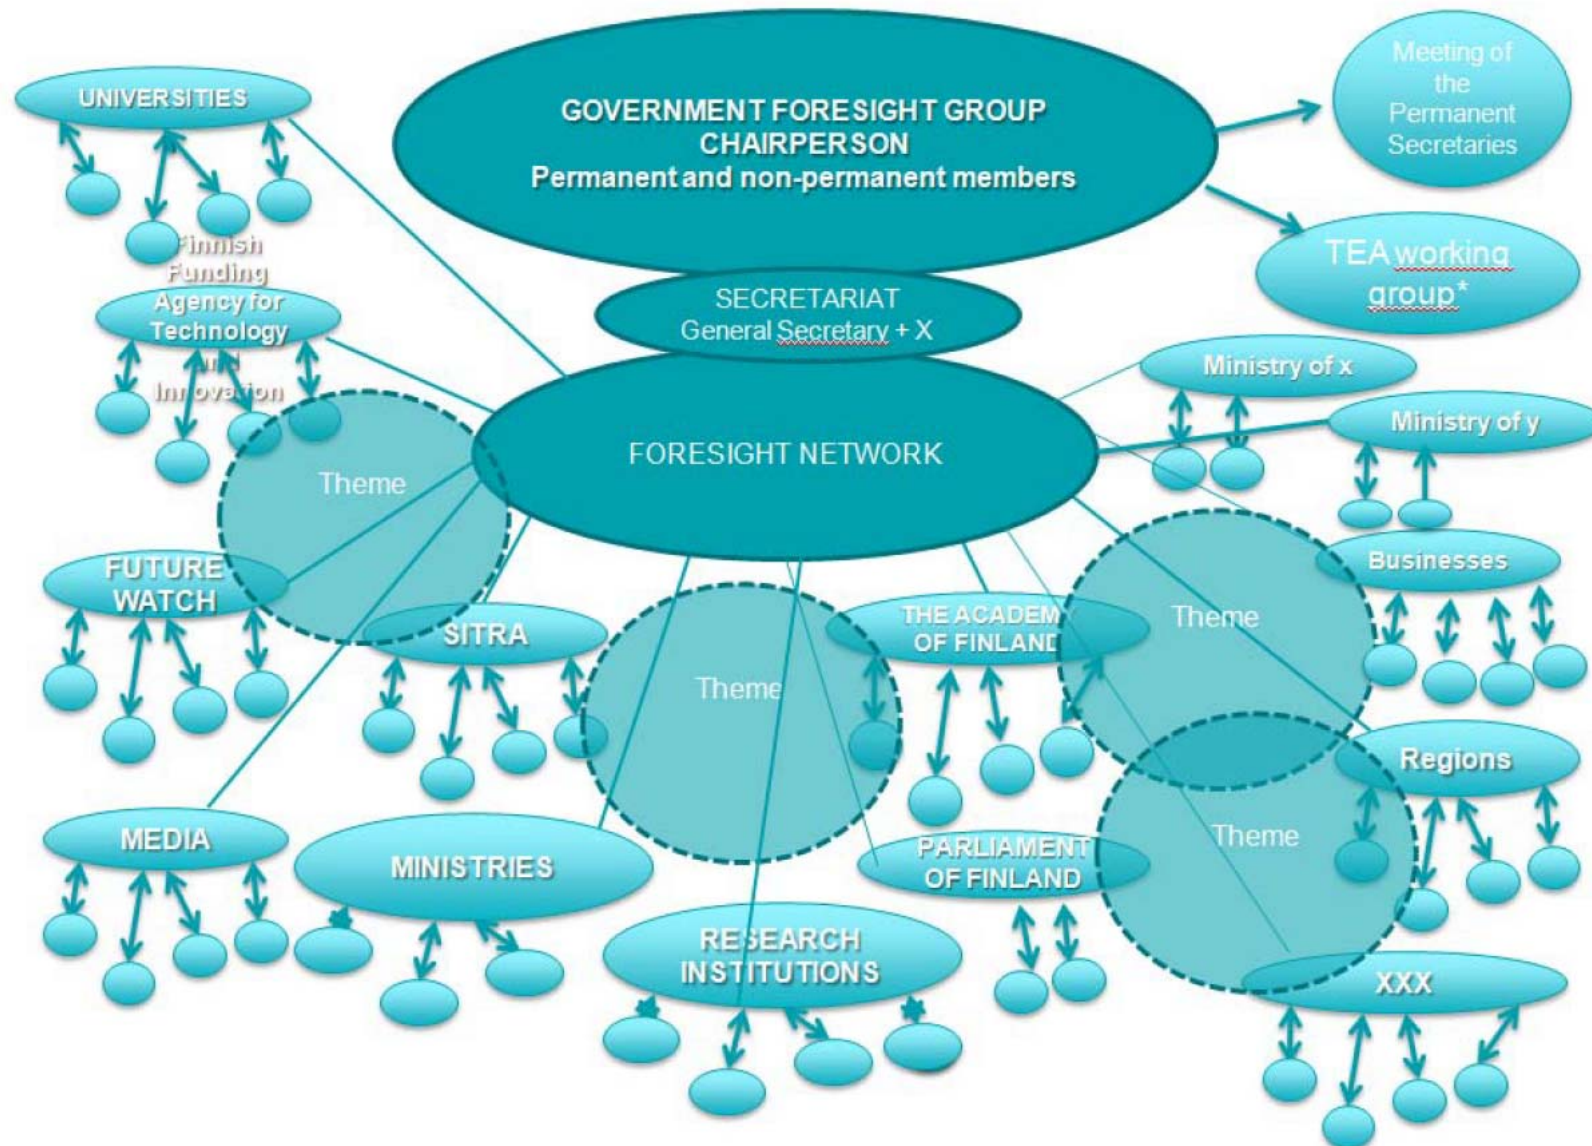 UNIVERSITIES
GOVERNMENT FORESIGHT GROUP
CHAIRPERSON
Permanent and non-permanent members
Meeting of
the
Permanent
Secretaries
TEA working
group*
Finnish
Funding
Agency for
Technology
and
Innovation
SECRETARIAT
General Secretary + X
Ministry of x
Ministry of y
FORESIGHT NETWORK
Theme
FUTURE
WATCH
SITRA
Theme
THE ACADEM
OF FINLAND
Theme
Businesses
Regions
MEDIA
MINISTRIES
RESEARCH
INSTITUTIONS
PARLIAMENT
OF FINLAND
Theme
XXX